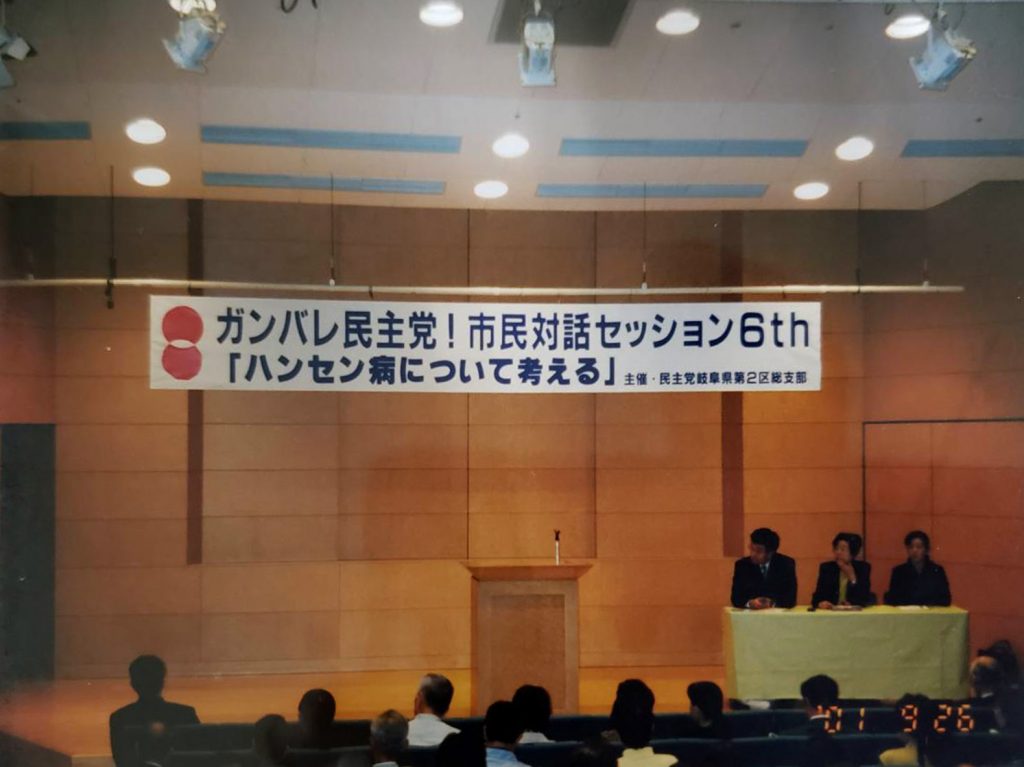 ガンバレ民主党！市民対話セッション6th
「ハンセン病について考える」 主催・民主党岐阜県第2区総支部
'01 9 26